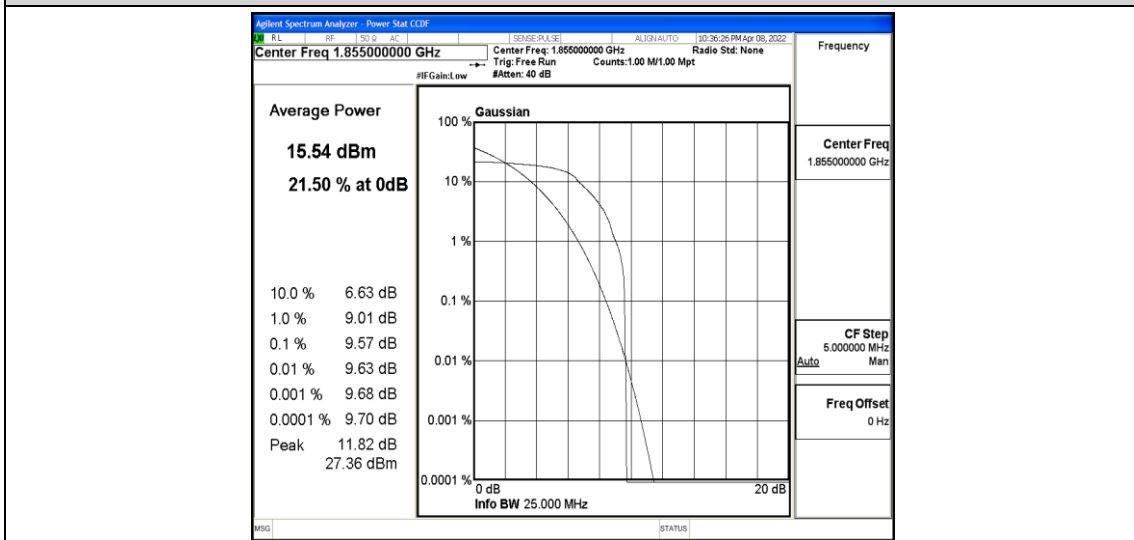 Agilent Spectrum Analyzer - Power Stat CCDF
RL RF 50 Ω AC SENSE:PULSE ALIGNAUTO 10:36:26 PM Apr 08, 2022
Center Freq 1.855000000 GHz
Center Freq: 1.855000000 GHz Radio Std: None
Trig: Free Run Counts:1.00 M/1.00 Mpt
#IFGain:Low #Atten: 40 dB
Frequency
Average Power
15.54 dBm
21.50 % at 0dB
10.0 % 6.63 dB
1.0 % 9.01 dB
0.1 % 9.57 dB
0.01 % 9.63 dB
0.001 % 9.68 dB
0.0001 % 9.70 dB
Peak 11.82 dB
27.36 dBm
Gaussian
100 %
10 %
1 %
0.1 %
0.01 %
0.001 %
0.0001 %
0 dB 20 dB
Info BW 25.000 MHz
Center Freq
1.855000000 GHz
CF Step
5.000000 MHz
Auto Man
Freq Offset
0 Hz
MSG STATUS